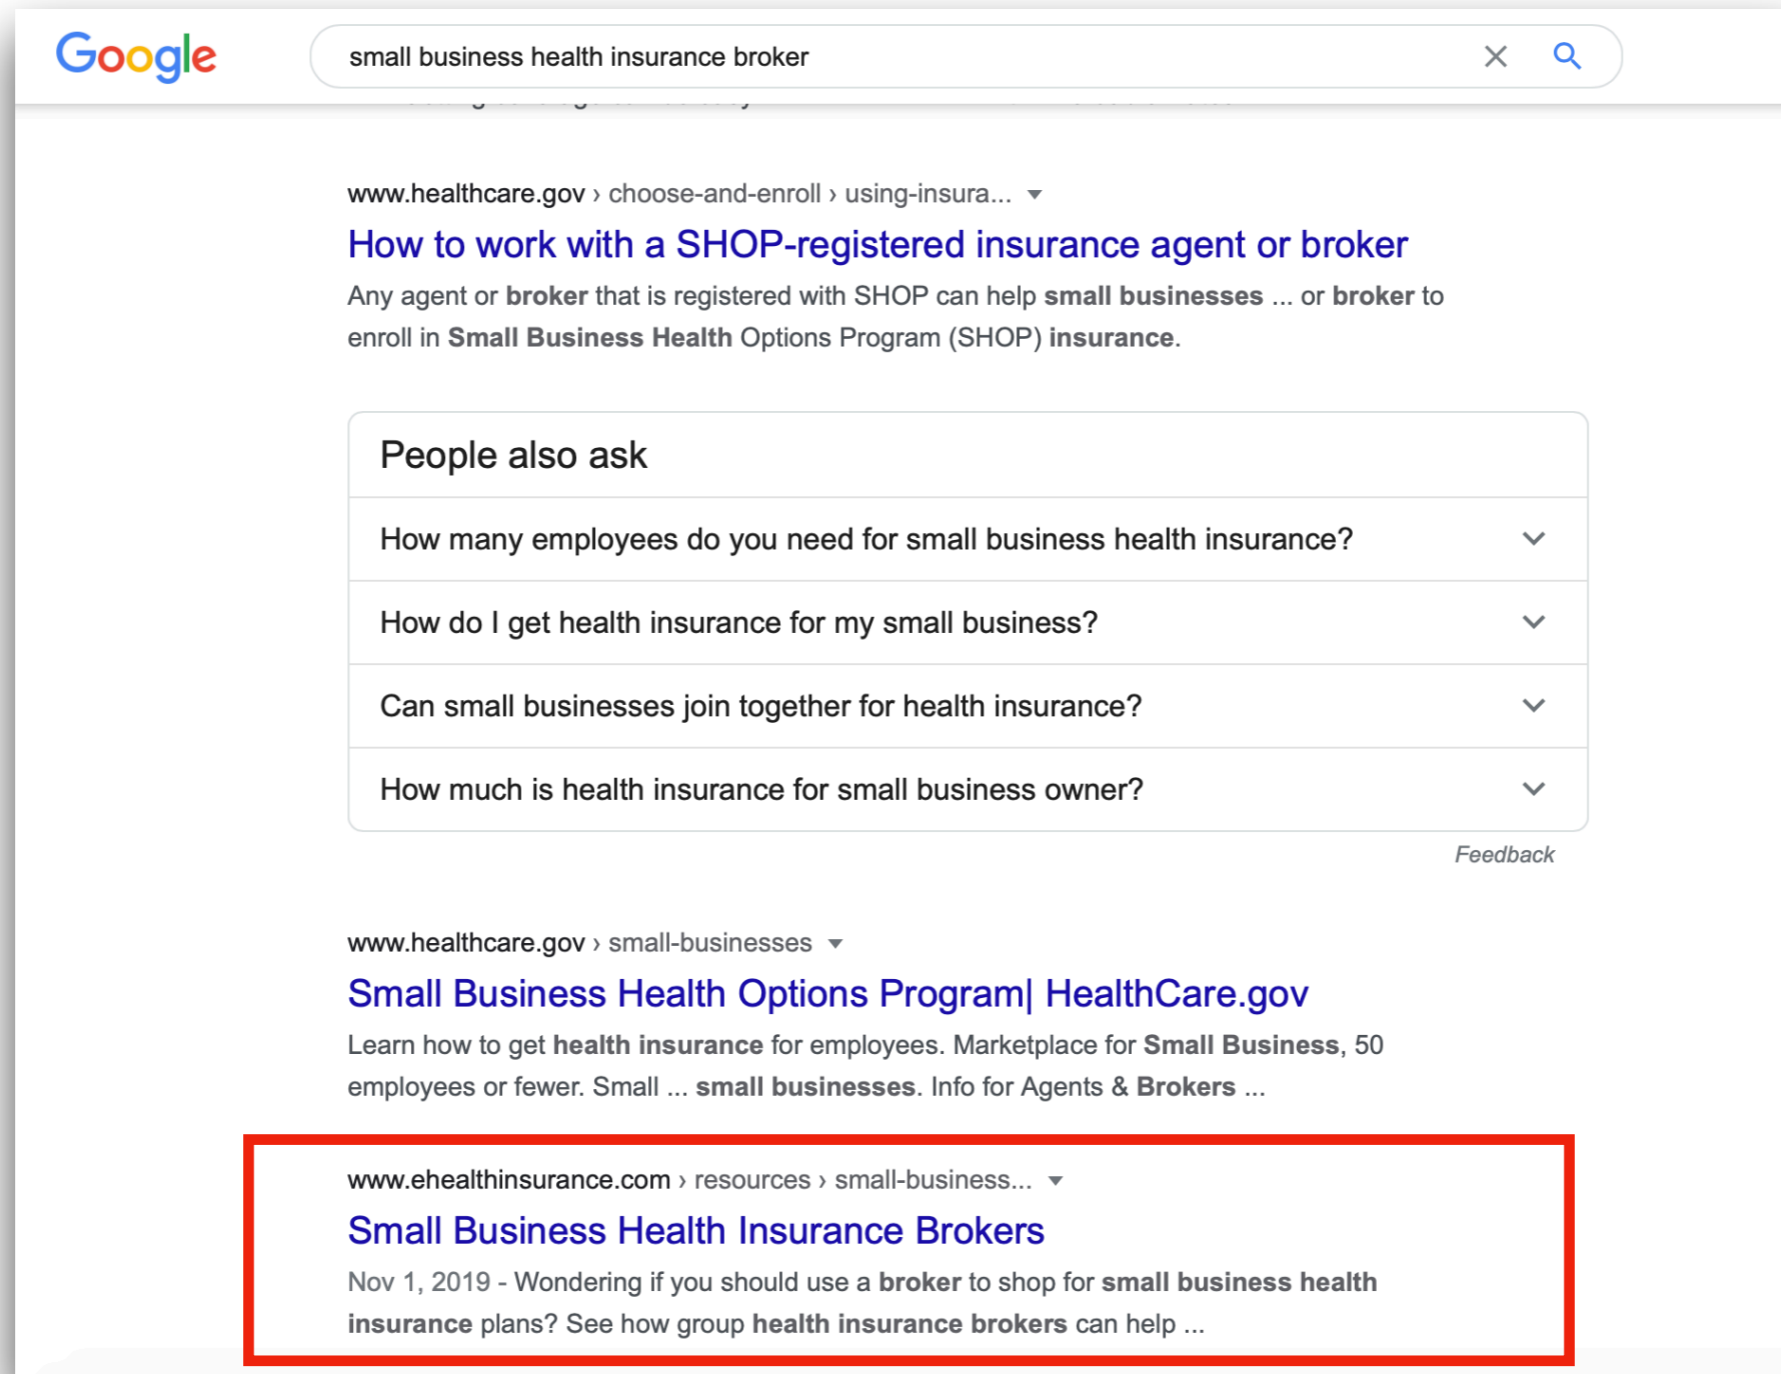 Google
small business health insurance broker
www.healthcare.gov › choose-and-enroll › using-insura...
How to work with a SHOP-registered insurance agent or broker
Any agent or broker that is registered with SHOP can help small businesses ... or broker to
enroll in Small Business Health Options Program (SHOP) insurance.
People also ask
How many employees do you need for small business health insurance?
How do I get health insurance for my small business?
Can small businesses join together for health insurance?
How much is health insurance for small business owner?
Feedback
www.healthcare.gov › small-businesses
Small Business Health Options Program| HealthCare.gov
Learn how to get health insurance for employees. Marketplace for Small Business, 50
employees or fewer. Small ... small businesses. Info for Agents & Brokers ...
www.ehealthinsurance.com › resources › small-business...
Small Business Health Insurance Brokers
Nov 1, 2019 - Wondering if you should use a broker to shop for small business health
insurance plans? See how group health insurance brokers can help ...